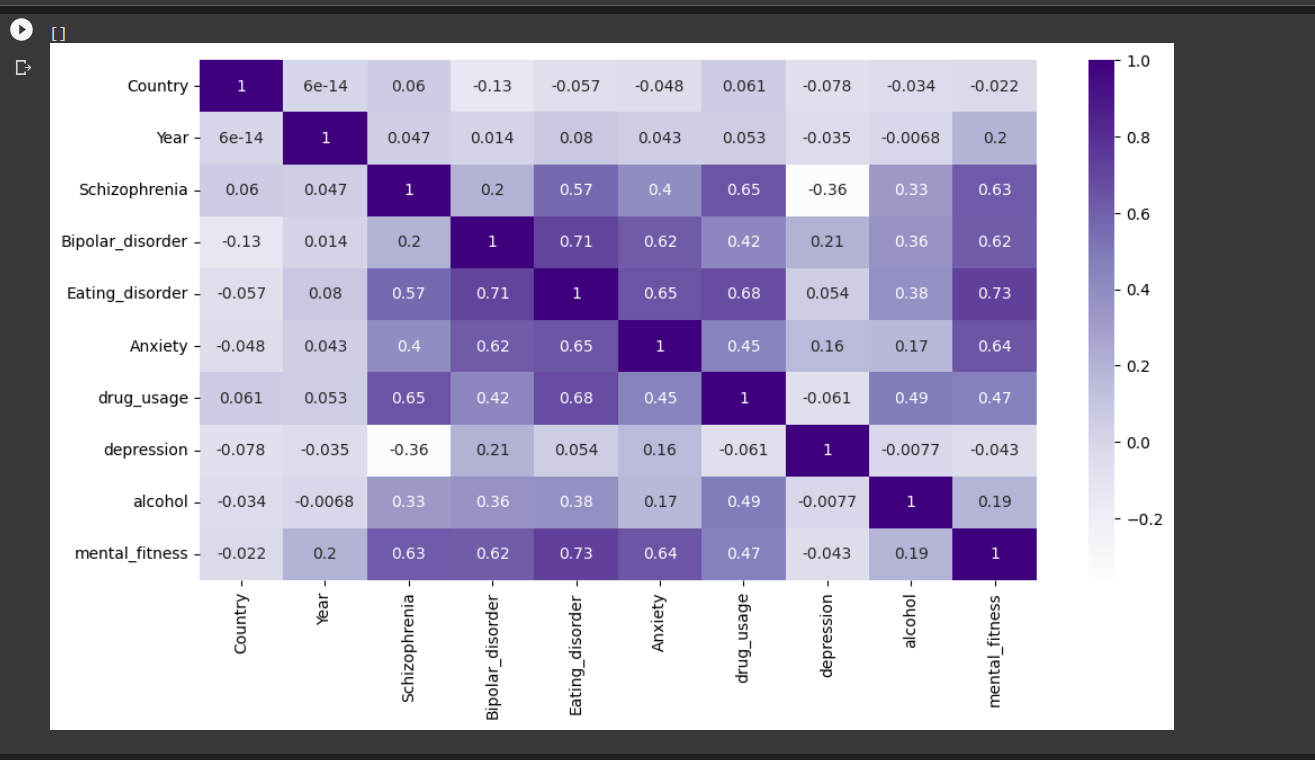 []
Country 1 6e-14 0.06 -0.13 -0.057 -0.048 0.061 -0.078 -0.034 -0.022
Year 6e-14 1 0.047 0.014 0.08 0.043 0.053 -0.035 -0.0068 0.2
Schizophrenia 0.06 0.047 1 0.2 0.57 0.4 0.65 -0.36 0.33 0.63
Bipolar_disorder -0.13 0.014 0.2 1 0.71 0.62 0.42 0.21 0.36 0.62
Eating_disorder -0.057 0.08 0.57 0.71 1 0.65 0.68 0.054 0.38 0.73
Anxiety -0.048 0.043 0.4 0.62 0.65 1 0.45 0.16 0.17 0.64
drug_usage 0.061 0.053 0.65 0.42 0.68 0.45 1 -0.061 0.49 0.47
depression -0.078 -0.035 -0.36 0.21 0.054 0.16 -0.061 1 -0.0077 -0.043
alcohol -0.034 -0.0068 0.33 0.36 0.38 0.17 0.49 -0.0077 1 0.19
mental_fitness -0.022 0.2 0.63 0.62 0.73 0.64 0.47 -0.043 0.19 1
Country
Year
Schizophrenia
Bipolar_disorder
Eating_disorder
Anxiety
drug_usage
depression
alcohol
mental_fitness
1.0
0.8
0.6
0.4
0.2
0.0
−0.2